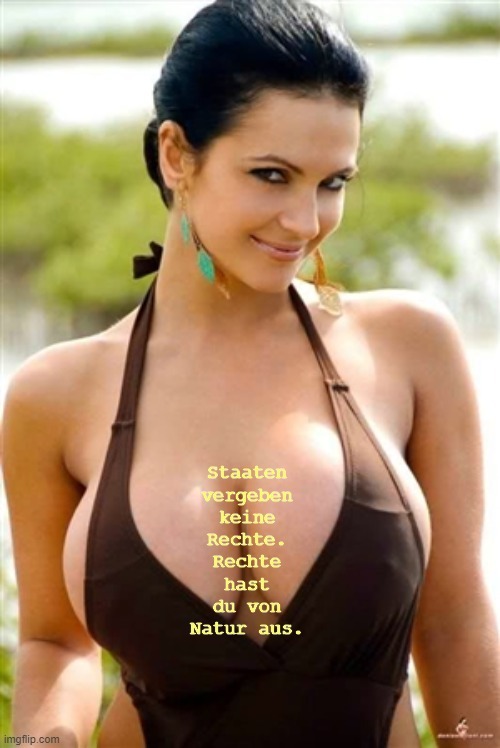 Staaten
vergeben
keine
Rechte.
Rechte
hast
du von
Natur aus.
imgflip.com